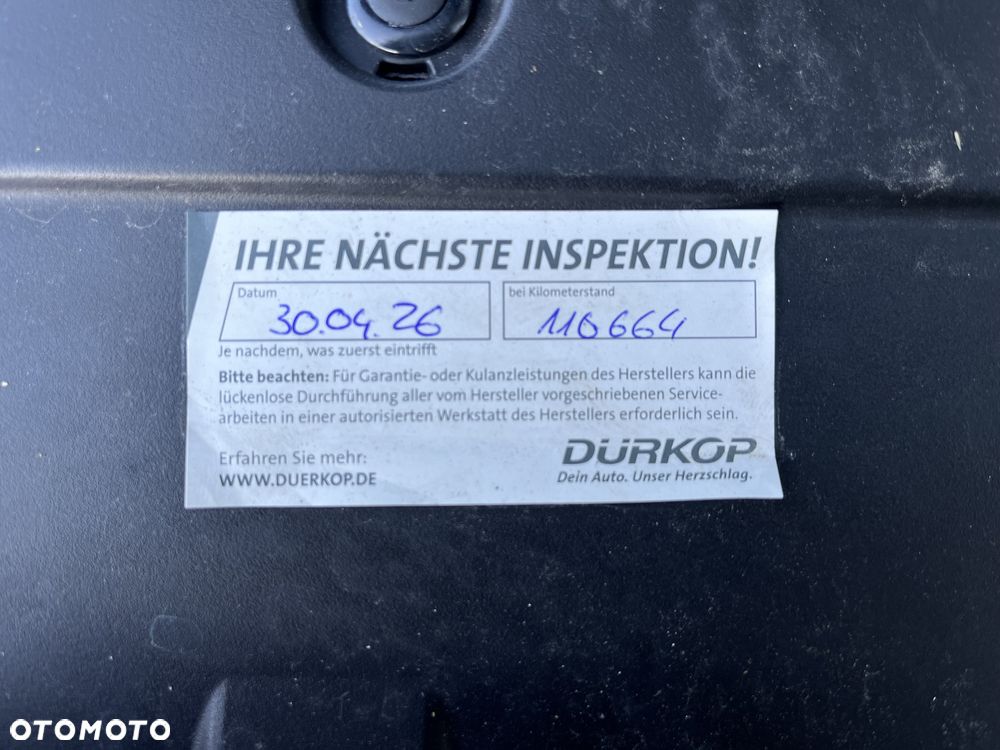 IHRE NÄCHSTE INSPEKTION!
Datum
30.04.26
bei Kilometerstand
110664
Je nachdem, was zuerst eintrifft
Bitte beachten: Für Garantie- oder Kulanzleistungen des Herstellers kann die
lückenlose Durchführung aller vom Hersteller vorgeschriebenen Service-
arbeiten in einer autorisierten Werkstatt des Herstellers erforderlich sein.
Erfahren Sie mehr:
WWW.DUERKOP.DE
DÜRKOP
Dein Auto. Unser Herzschlag.
OTOMOTO